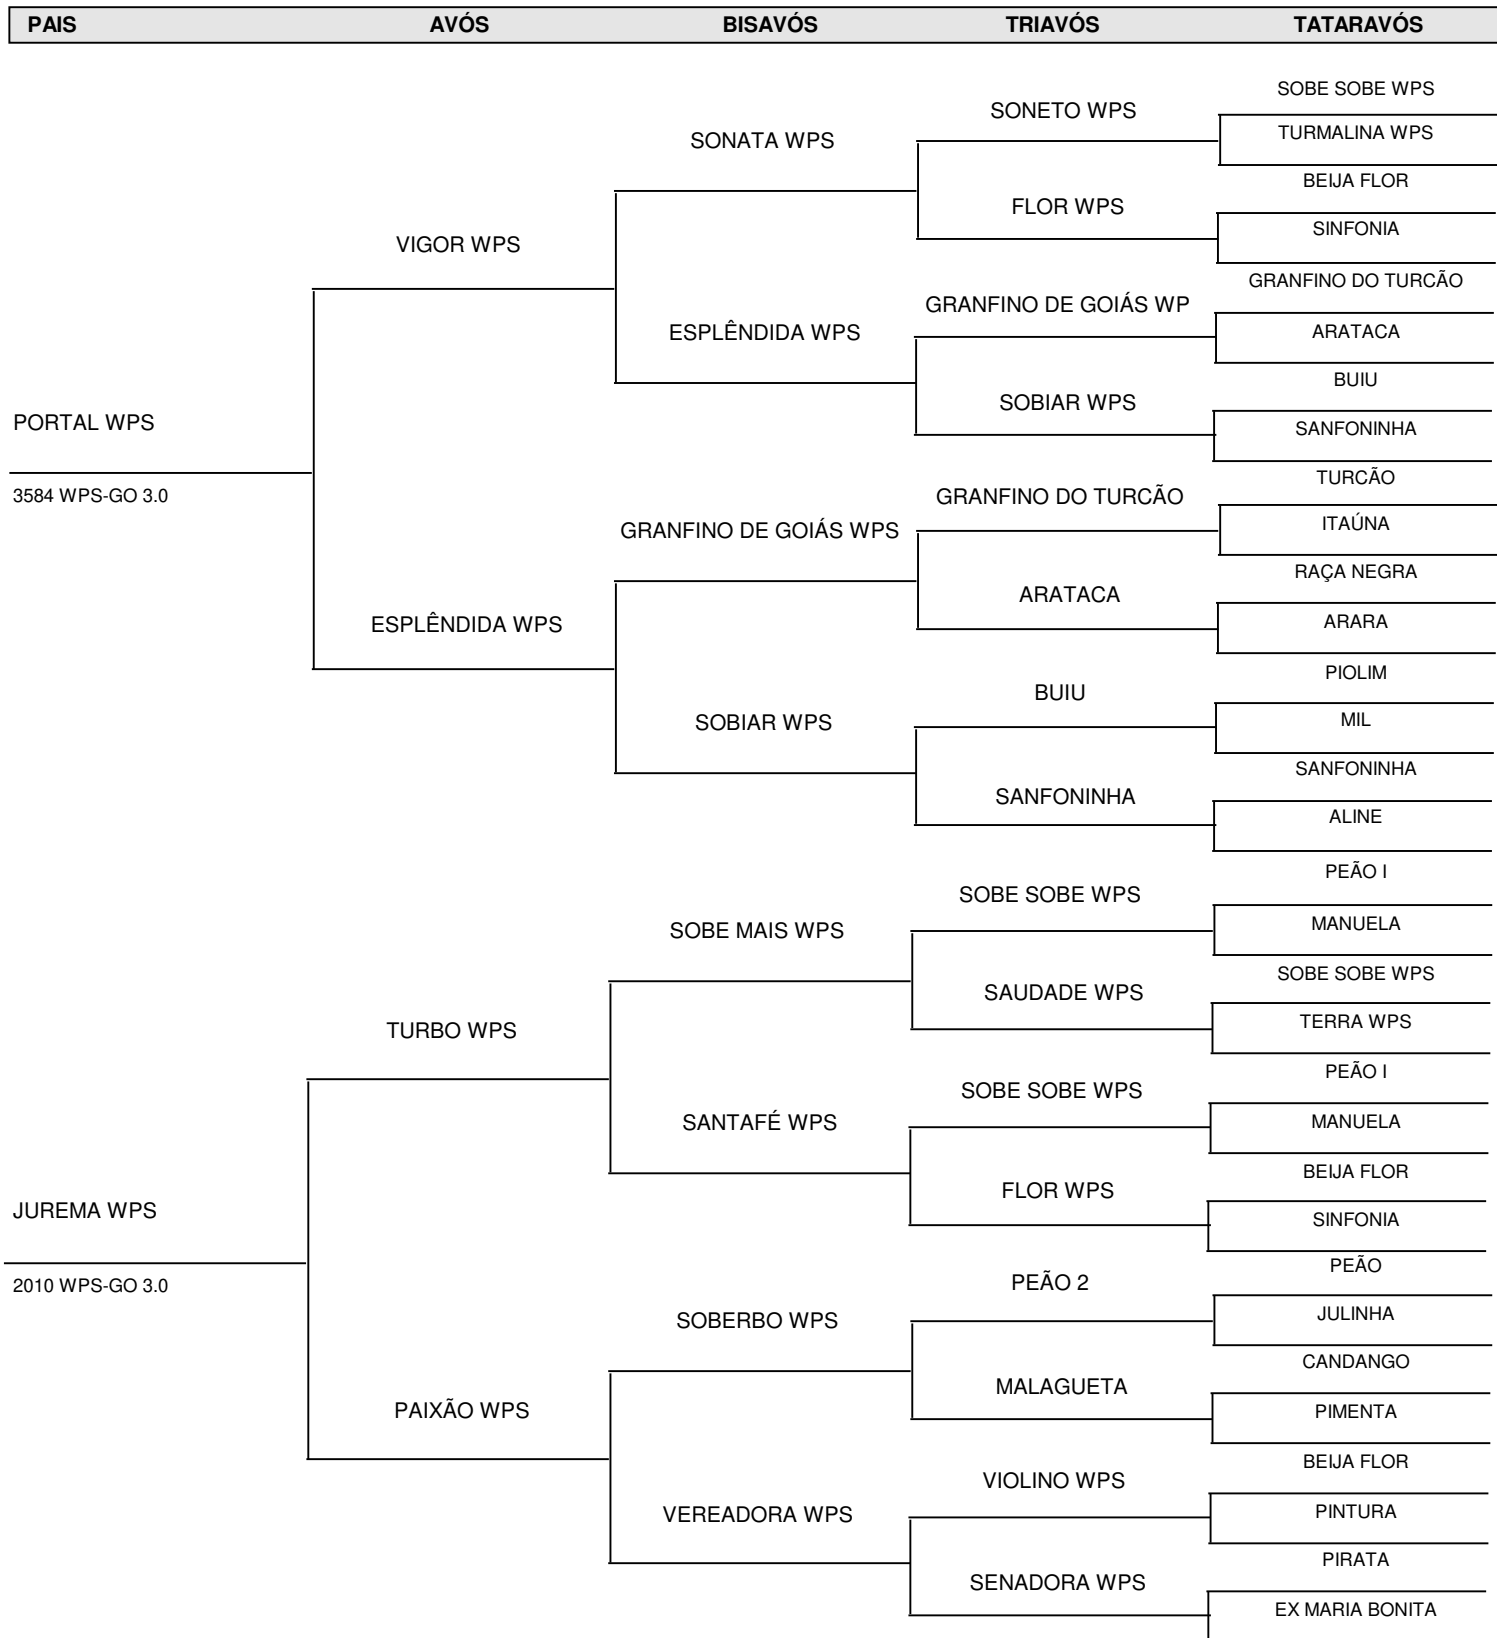 PAIS AVÓS BISAVÓS TRIAVÓS TATARAVÓS
SOBE SOBE WPS
SONETO WPS
TURMALINA WPS
SONATA WPS
BEIJA FLOR
FLOR WPS
SINFONIA
VIGOR WPS
GRANFINO DO TURCÃO
GRANFINO DE GOIÁS WP
ESPLÊNDIDA WPS
ARATACA
BUIU
SOBIAR WPS
PORTAL WPS
SANFONINHA
TURCÃO
3584 WPS-GO 3.0
GRANFINO DO TURCÃO
ITAÚNA
GRANFINO DE GOIÁS WPS
RAÇA NEGRA
ARATACA
ARARA
ESPLÊNDIDA WPS
PIOLIM
BUIU
MIL
SOBIAR WPS
SANFONINHA
SANFONINHA
ALINE
PEÃO I
SOBE SOBE WPS
MANUELA
SOBE MAIS WPS
SOBE SOBE WPS
SAUDADE WPS
TERRA WPS
TURBO WPS
PEÃO I
SOBE SOBE WPS
MANUELA
SANTAFÉ WPS
BEIJA FLOR
FLOR WPS
JUREMA WPS
SINFONIA
PEÃO
2010 WPS-GO 3.0
PEÃO 2
JULINHA
SOBERBO WPS
CANDANGO
MALAGUETA
PAIXÃO WPS
PIMENTA
BEIJA FLOR
VIOLINO WPS
PINTURA
VEREADORA WPS
PIRATA
SENADORA WPS
EX MARIA BONITA